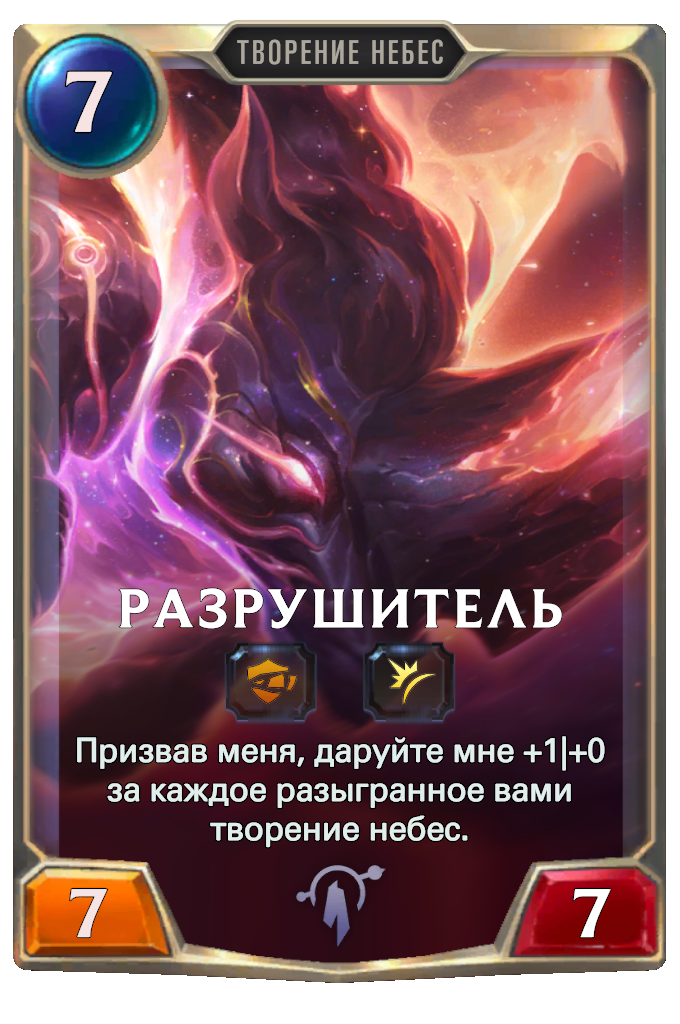 ТВОРЕНИЕ НЕБЕС
7
РАЗРУШИТЕЛЬ
Призвав меня, даруйте мне +1|+0
за каждое разыгранное вами
творение небес.
7
7